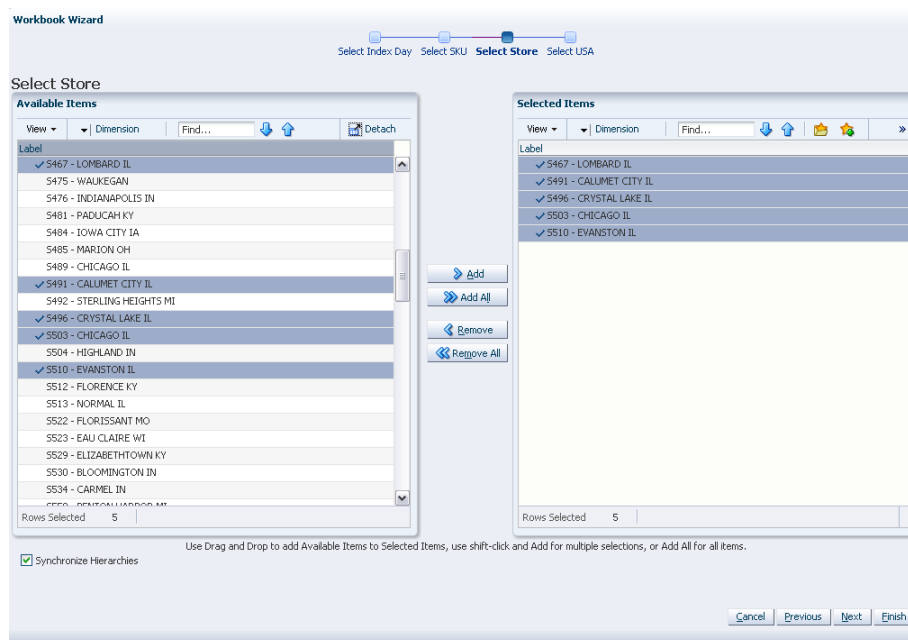 Workbook Wizard
Select Index Day Select SKU Select Store Select USA
Select Store
Available Items
View Dimension Find... Detach
Label
S467 - LOMBARD IL
S475 - WAUKEGAN
S476 - INDIANAPOLIS IN
S481 - PADUCAH KY
S484 - IOWA CITY IA
S485 - MARION OH
S489 - CHICAGO IL
S491 - CALUMET CITY IL
S492 - STERLING HEIGHTS MI
S496 - CRYSTAL LAKE IL
S503 - CHICAGO IL
S504 - HIGHLAND IN
S510 - EVANSTON IL
S512 - FLORENCE KY
S513 - NORMAL IL
S522 - FLORISSANT MO
S523 - EAU CLAIRE WI
S529 - ELIZABETHTOWN KY
S530 - BLOOMINGTON IN
S534 - CARMEL IN
Rows Selected 5
Add
Add All
Remove
Remove All
Selected Items
View Dimension Find... »
Label
S467 - LOMBARD IL
S491 - CALUMET CITY IL
S496 - CRYSTAL LAKE IL
S503 - CHICAGO IL
S510 - EVANSTON IL
Rows Selected 5
Use Drag and Drop to add Available Items to Selected Items, use shift-click and Add for multiple selections, or Add All for all items.
Synchronize Hierarchies
Cancel Previous Next Finish